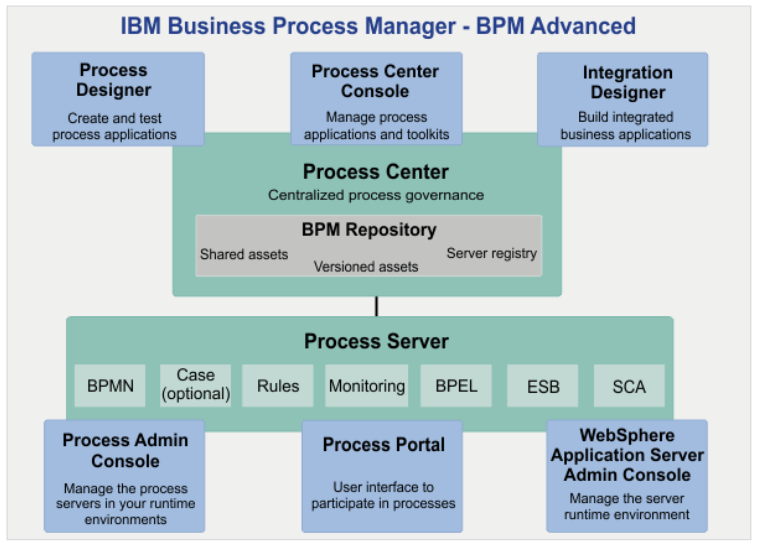 IBM Business Process Manager - BPM Advanced
Process
Designer
Create and test
process applications
Process Center
Console
Manage process
applications and toolkits
Integration
Designer
Build integrated
business applications
Process Center
Centralized process governance
BPM Repository
Shared assets
Versioned assets
Server registry
Process Server
BPMN
Case
(optional)
Rules
Monitoring
BPEL
ESB
SCA
Process Admin
Console
Manage the process
servers in your runtime
environments
Process Portal
User interface to
participate in processes
WebSphere
Application Server
Admin Console
Manage the server
runtime environment